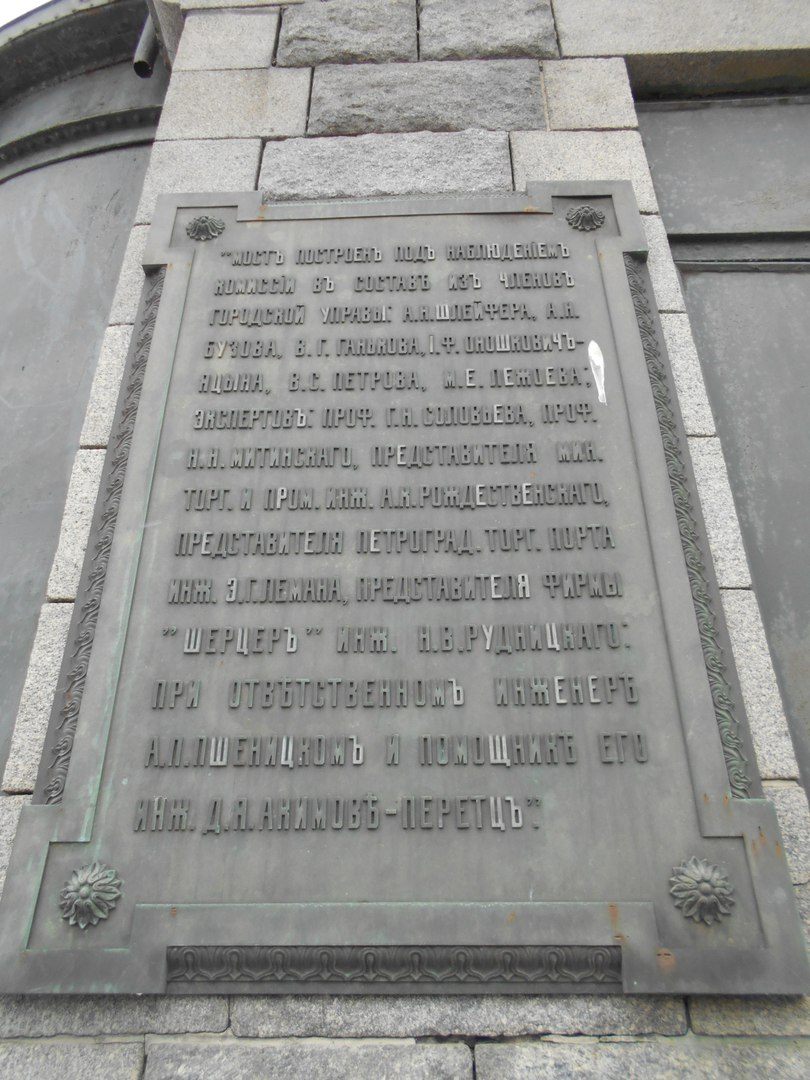 "МОСТЪ ПОСТРОЕНЪ ПОДЪ НАБЛЮДЕНІЕМЪ
КОМИССІИ ВЪ СОСТАВѢ ИЗЪ ЧЛЕНОВЪ
ГОРОДСКОЙ УПРАВЫ: А.И.ШЛЕЙФЕРА, А.К.
БУЗОВА, В.Г. ГАНЬКОВА, І.Ф. ОКОШКОВИЧЪ-
ЯЦЫНА, В.С. ПЕТРОВА, М.Е. ЛЕЖОЕВА;
ЭКСПЕРТОВЪ: ПРОФ. Г.Н.СОЛОВЬЕВА, ПРОФ.
Н.Н.МИТИНСКАГО, ПРЕДСТАВИТЕЛЯ МИН.
ТОРГ. И ПРОМ. ИНЖ. А.К.РОЖДЕСТВЕНСКАГО,
ПРЕДСТАВИТЕЛЯ ПЕТРОГРАД. ТОРГ. ПОРТА
ИНЖ. Э.Г.ЛЕМАНА, ПРЕДСТАВИТЕЛЯ ФИРМЫ
"ШЕРЦЕРЪ" ИНЖ. Н.В.РУДНИЦКАГО:
ПРИ ОТВѢТСТВЕННОМЪ ИНЖЕНЕРѢ
А.П.ПШЕНИЦКОМЪ И ПОМОЩНИКѢ ЕГО
ИНЖ. Д.Я.АКИМОВѢ-ПЕРЕТЦЪ".